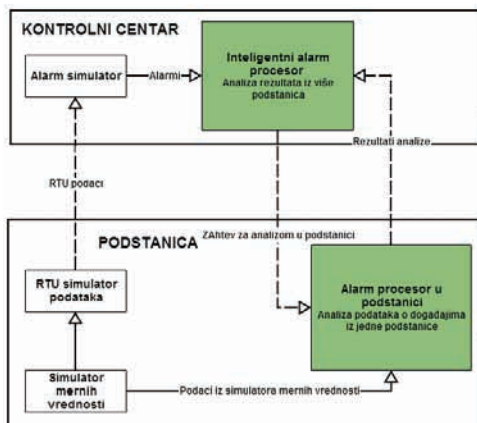 KONTROLNI CENTAR
Alarm simulator
Alarmi
Inteligentni alarm
procesor
Analiza rezultata iz više
podstanica
Rezultati analize
RTU podaci
ZAhtev za analizom u podstanici
PODSTANICA
RTU simulator
podataka
Alarm procesor u
podstanici
Analiza podataka o događajima
iz jedne podstanice
Simulator
mernih
vrednosti
Podaci iz simulatora mernih vrednosti